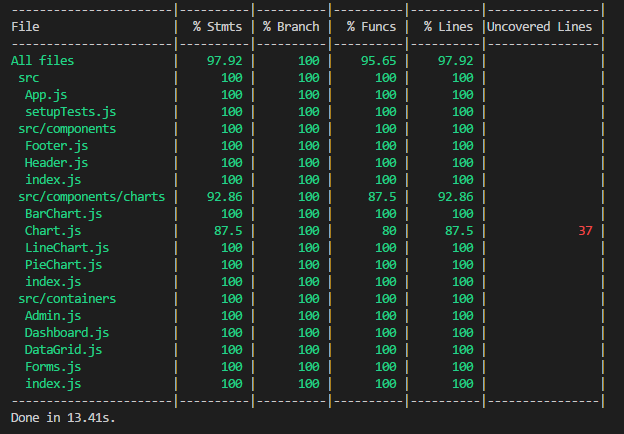 -----------------------|----------|----------|----------|----------|----------------|
File                   |  % Stmts | % Branch |  % Funcs |  % Lines |Uncovered Lines |
-----------------------|----------|----------|----------|----------|----------------|
All files              |    97.92 |      100 |    95.65 |    97.92 |                |
 src                   |      100 |      100 |      100 |      100 |                |
  App.js               |      100 |      100 |      100 |      100 |                |
  setupTests.js        |      100 |      100 |      100 |      100 |                |
 src/components        |      100 |      100 |      100 |      100 |                |
  Footer.js            |      100 |      100 |      100 |      100 |                |
  Header.js            |      100 |      100 |      100 |      100 |                |
  index.js             |      100 |      100 |      100 |      100 |                |
 src/components/charts |    92.86 |      100 |     87.5 |    92.86 |                |
  BarChart.js          |      100 |      100 |      100 |      100 |                |
  Chart.js             |     87.5 |      100 |       80 |     87.5 |             37 |
  LineChart.js         |      100 |      100 |      100 |      100 |                |
  PieChart.js          |      100 |      100 |      100 |      100 |                |
  index.js             |      100 |      100 |      100 |      100 |                |
 src/containers        |      100 |      100 |      100 |      100 |                |
  Admin.js             |      100 |      100 |      100 |      100 |                |
  Dashboard.js         |      100 |      100 |      100 |      100 |                |
  DataGrid.js          |      100 |      100 |      100 |      100 |                |
  Forms.js             |      100 |      100 |      100 |      100 |                |
  index.js             |      100 |      100 |      100 |      100 |                |
-----------------------|----------|----------|----------|----------|----------------|
Done in 13.41s.